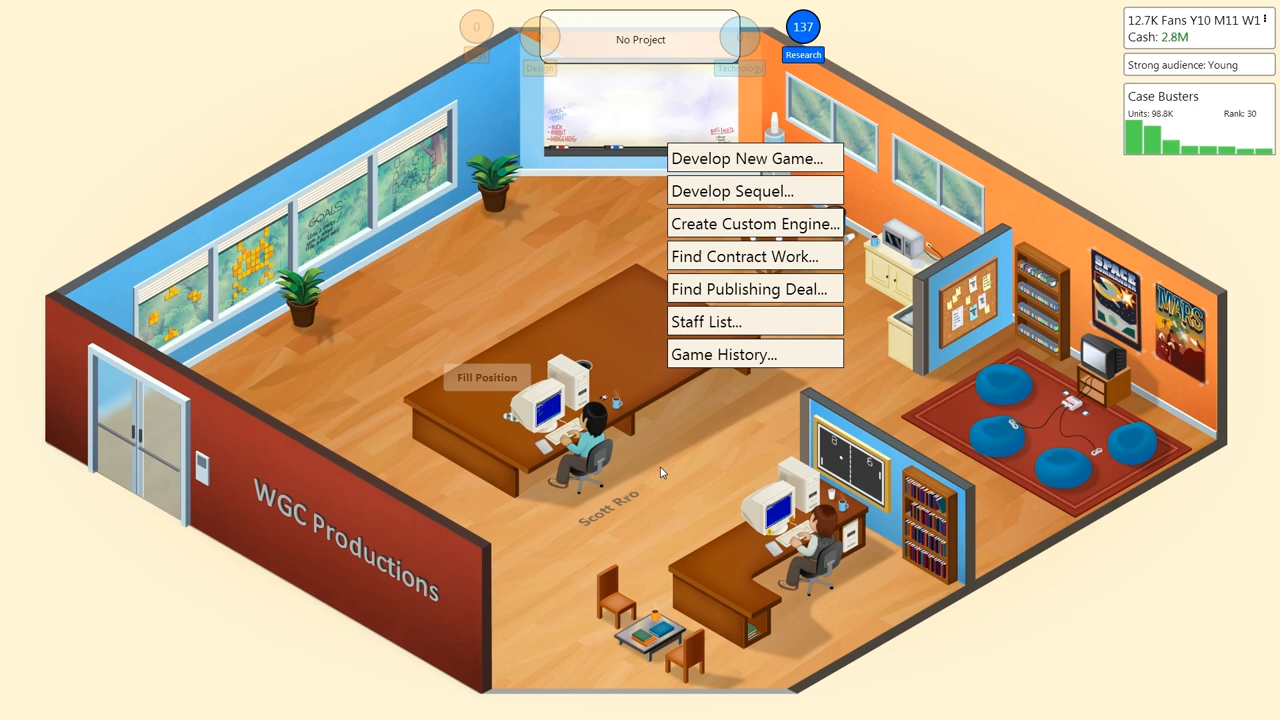 0
No Project
0
137
Research
Design
Technology
12.7K Fans Y10 M11 W1
Cash: 2.8M
Strong audience: Young
Case Busters
Units: 98.8K
Rank: 30
Develop New Game...
Develop Sequel...
Create Custom Engine...
Find Contract Work...
Find Publishing Deal...
Staff List...
Game History...
GOALS
SPACE
MARS
Fill Position
Scott Rro
WGC Productions